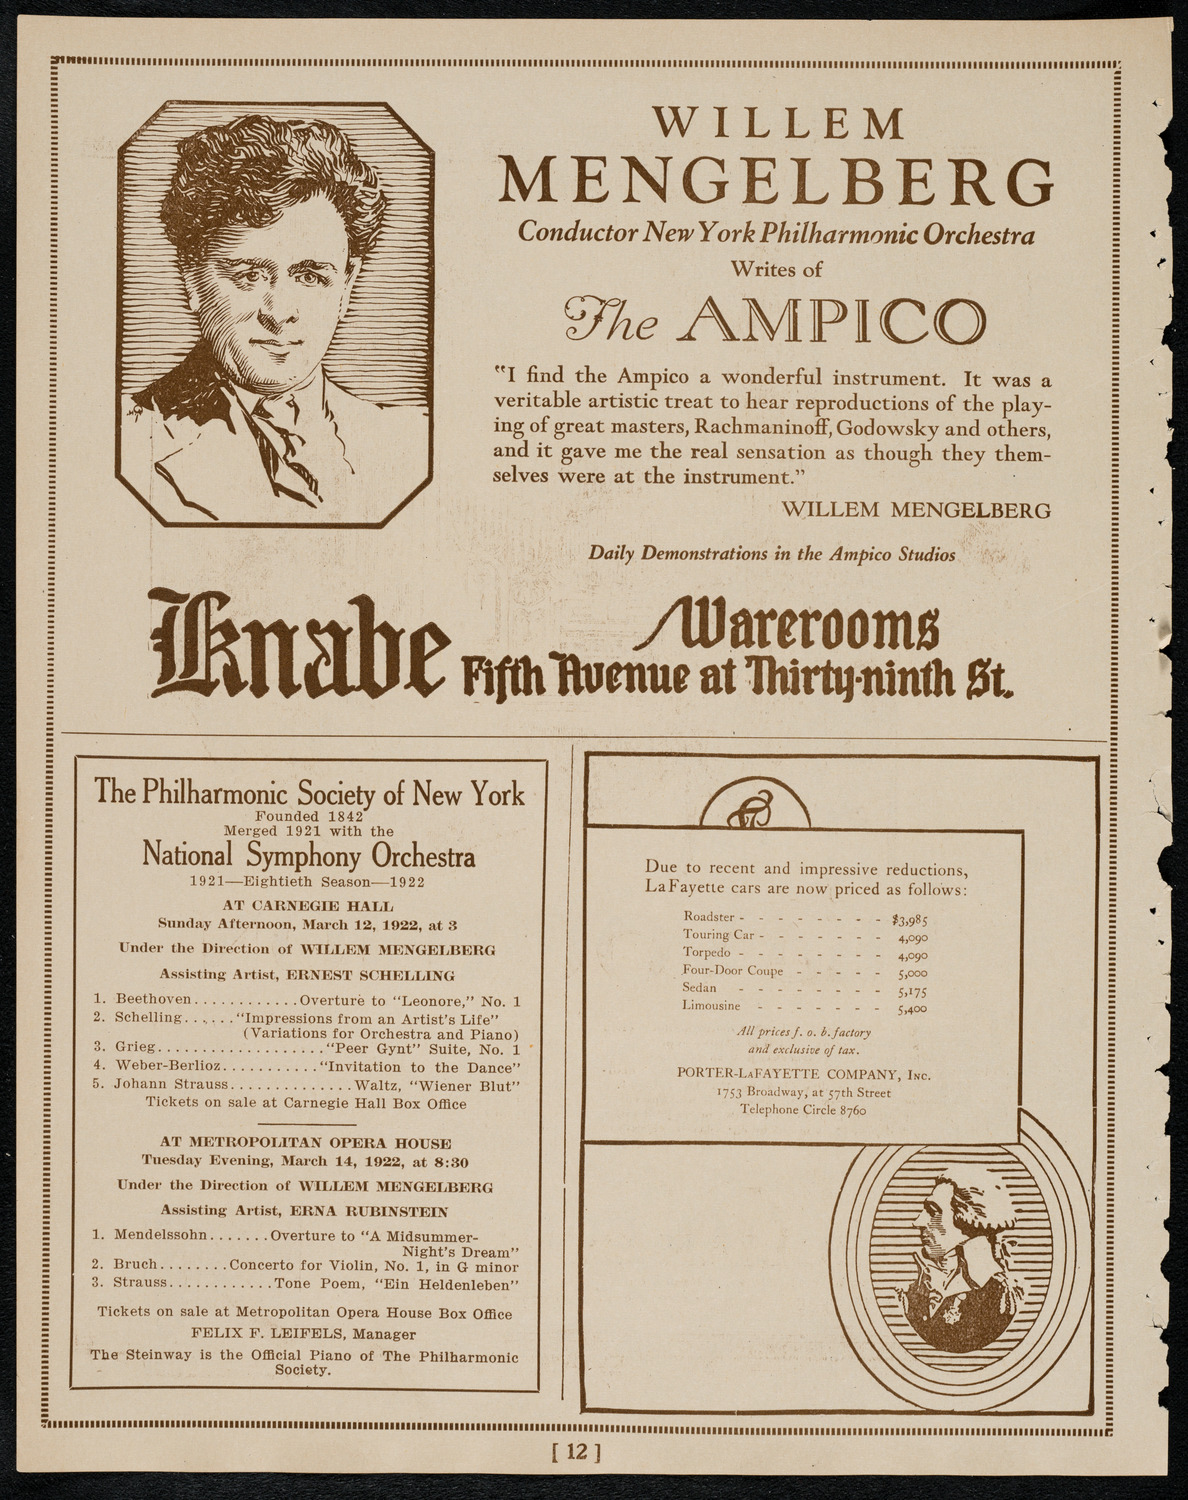 WILLEM
MENGELBERG
Conductor New York Philharmonic Orchestra
Writes of
The AMPICO
"I find the Ampico a wonderful instrument. It was a
veritable artistic treat to hear reproductions of the play-
ing of great masters, Rachmaninoff, Godowsky and others,
and it gave me the real sensation as though they them-
selves were at the instrument."
WILLEM MENGELBERG
Daily Demonstrations in the Ampico Studios
Knabe Warerooms
Fifth Avenue at Thirty-ninth St.
The Philharmonic Society of New York
Founded 1842
Merged 1921 with the
National Symphony Orchestra
1921—Eightieth Season—1922
AT CARNEGIE HALL
Sunday Afternoon, March 12, 1922, at 3
Under the Direction of WILLEM MENGELBERG
Assisting Artist, ERNEST SCHELLING
1. Beethoven............Overture to "Leonore," No. 1
2. Schelling......"Impressions from an Artist's Life"
(Variations for Orchestra and Piano)
3. Grieg...................."Peer Gynt" Suite, No. 1
4. Weber-Berlioz..........."Invitation to the Dance"
5. Johann Strauss..............Waltz, "Wiener Blut"
Tickets on sale at Carnegie Hall Box Office
AT METROPOLITAN OPERA HOUSE
Tuesday Evening, March 14, 1922, at 8:30
Under the Direction of WILLEM MENGELBERG
Assisting Artist, ERNA RUBINSTEIN
1. Mendelssohn.......Overture to "A Midsummer-
Night's Dream"
2. Bruch........Concerto for Violin, No. 1, in G minor
3. Strauss............Tone Poem, "Ein Heldenleben"
Tickets on sale at Metropolitan Opera House Box Office
FELIX F. LEIFELS, Manager
The Steinway is the Official Piano of The Philharmonic
Society.
Due to recent and impressive reductions,
LaFayette cars are now priced as follows:
Roadster - - - - - - - - $3,985
Touring Car - - - - - - - 4,090
Torpedo - - - - - - - - 4,090
Four-Door Coupe - - - - - 5,000
Sedan - - - - - - - - 5,175
Limousine - - - - - - - 5,400
All prices f. o. b. factory
and exclusive of tax.
PORTER-LAFAYETTE COMPANY, Inc.
1753 Broadway, at 57th Street
Telephone Circle 8760
[ 12 ]